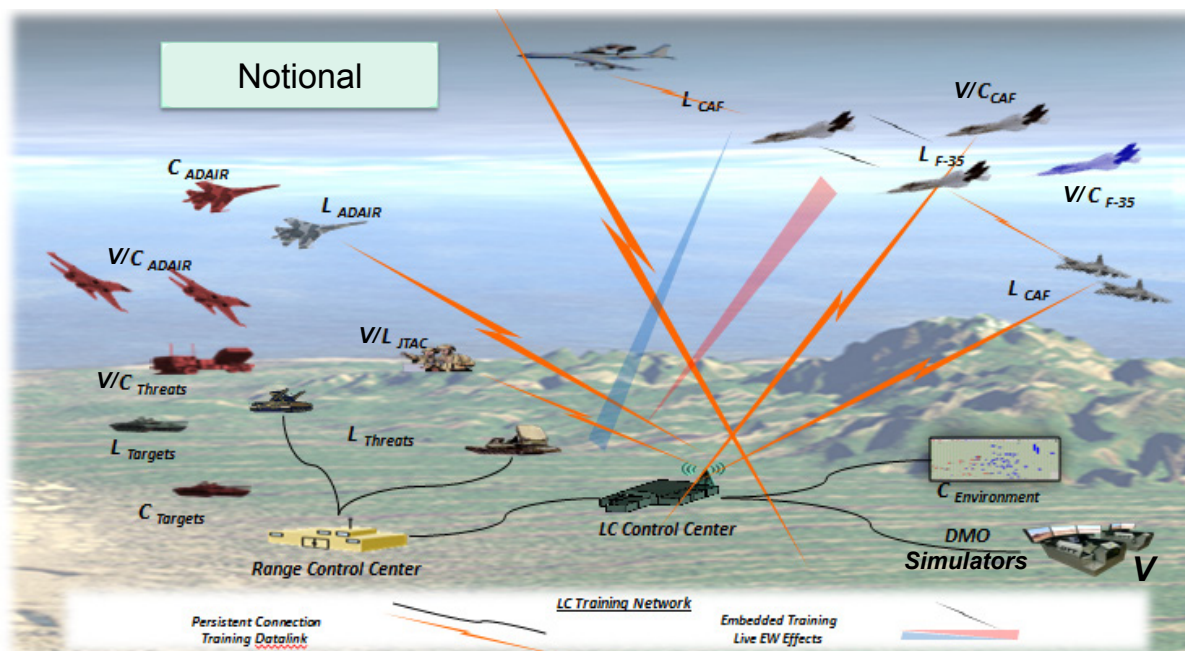 Notional
L CAF
V/C CAF
C ADAIR
L ADAIR
L F-35
V/C F-35
V/C ADAIR
L CAF
V/L JTAC
V/C Threats
L Threats
L Targets
C Targets
C Environment
LC Control Center
DMO
Simulators
V
Range Control Center
LC Training Network
Persistent Connection
Training Datalink
Embedded Training
Live EW Effects